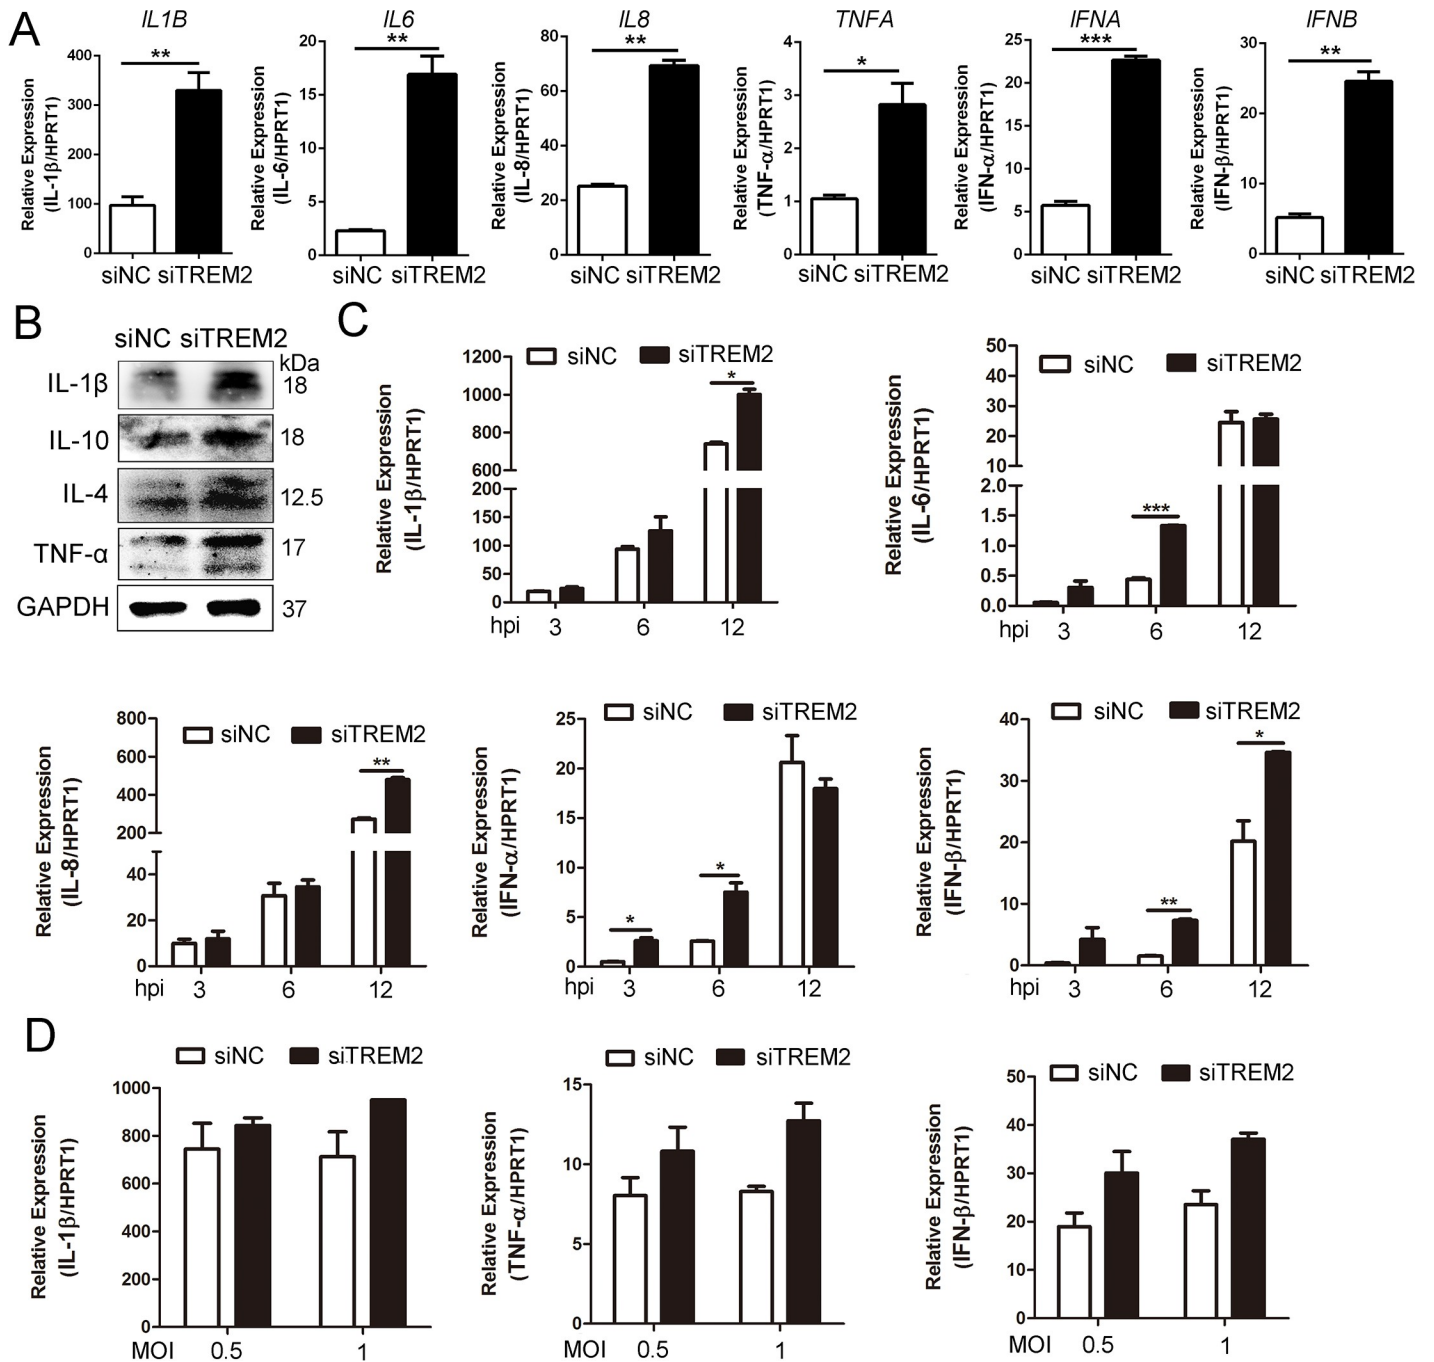 A
IL1B
IL6
IL8
TNFA
IFNA
IFNB
Relative Expression
(IL-1β/HPRT1)
400
300
200
100
0
**
siNC siTREM2
Relative Expression
(IL-6/HPRT1)
20
15
10
5
0
**
siNC siTREM2
Relative Expression
(IL-8/HPRT1)
80
60
40
20
0
**
siNC siTREM2
Relative Expression
(TNF-α/HPRT1)
4
3
2
1
0
*
siNC siTREM2
Relative Expression
(IFN-α/HPRT1)
25
20
15
10
5
0
***
siNC siTREM2
Relative Expression
(IFN-β/HPRT1)
30
20
10
0
**
siNC siTREM2
B
siNC siTREM2
kDa
IL-1β 18
IL-10 18
IL-4 12.5
TNF-α 17
GAPDH 37
C
siNC siTREM2
Relative Expression
(IL-1β/HPRT1)
1200
1000
800
600
200
150
100
50
0
*
hpi 3 6 12
siNC siTREM2
Relative Expression
(IL-6/HPRT1)
50
40
30
20
10
2.0
1.5
1.0
0.5
0.0
***
hpi 3 6 12
siNC siTREM2
Relative Expression
(IL-8/HPRT1)
800
600
400
200
40
20
0
**
hpi 3 6 12
siNC siTREM2
Relative Expression
(IFN-α/HPRT1)
25
20
15
10
5
0
*
*
hpi 3 6 12
siNC siTREM2
Relative Expression
(IFN-β/HPRT1)
40
30
20
10
0
**
*
hpi 3 6 12
D
siNC siTREM2
Relative Expression
(IL-1β/HPRT1)
1000
800
600
400
200
0
MOI 0.5 1
siNC siTREM2
Relative Expression
(TNF-α/HPRT1)
15
10
5
0
MOI 0.5 1
siNC siTREM2
Relative Expression
(IFN-β/HPRT1)
50
40
30
20
10
0
MOI 0.5 1